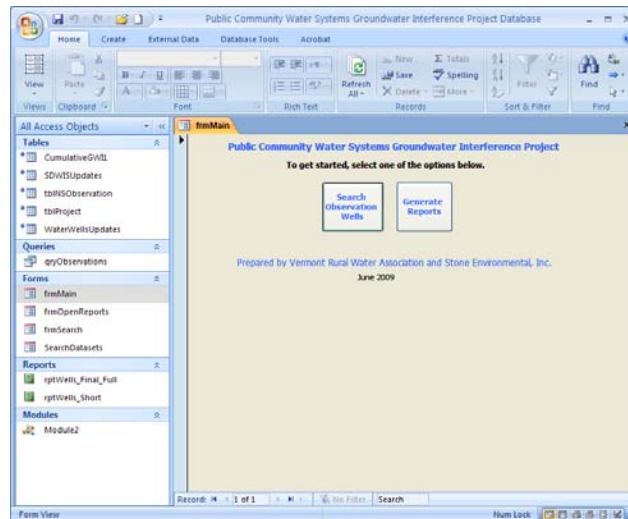 Public Community Water Systems Groundwater Interference Project Database
Home Create External Data Database Tools Acrobat
View
Paste
B I U
Refresh All
New
Save
Delete
Totals
Spelling
More
Filter
Find
Views Clipboard Font Rich Text Records Sort & Filter Find
All Access Objects
frmMain
Tables
CumulativeGWIL
SDWISUpdates
tblNSObservation
tblProject
WaterWellsUpdates
Queries
qryObservations
Forms
frmMain
frmOpenReports
frmSearch
SearchDatasets
Reports
rptWells_Final_Full
rptWells_Short
Modules
Module2
Public Community Water Systems Groundwater Interference Project
To get started, select one of the options below.
Search
Observation
Wells
Generate
Reports
Prepared by Vermont Rural Water Association and Stone Environmental, Inc.
June 2009
Record: 1 of 1 No Filter Search
Form View Num Lock